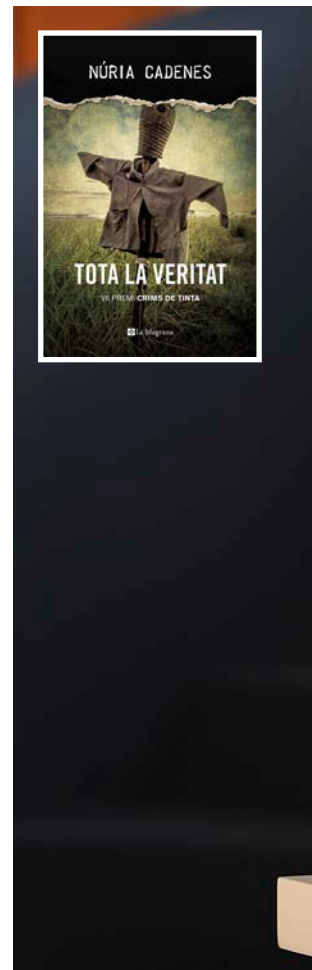 NÚRIA CADENES
TOTA LA VERITAT
VII PREMI CRIMS DE TINTA
La Magrana